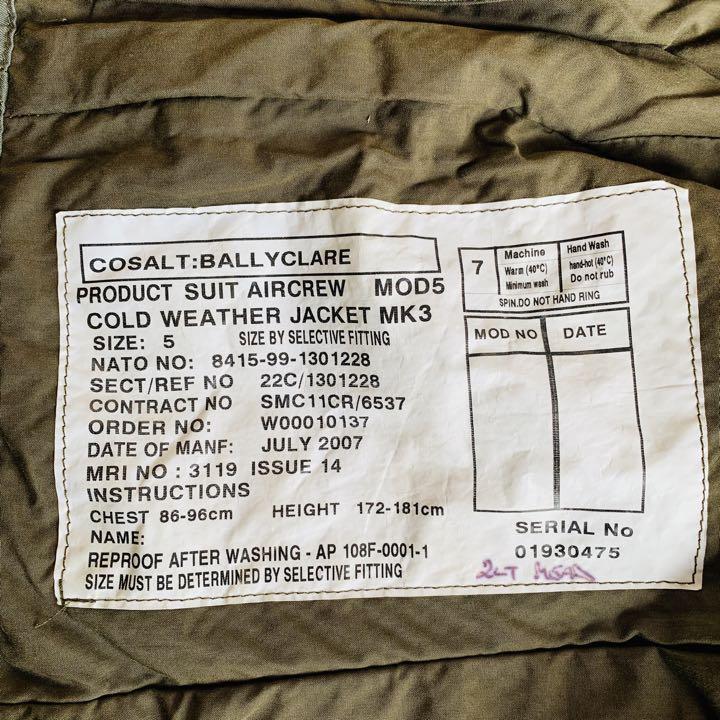 COSALT:BALLYCLARE
PRODUCT SUIT AIRCREW MOD5
COLD WEATHER JACKET MK3
SIZE: 5 SIZE BY SELECTIVE FITTING
NATO NO: 8415-99-1301228
SECT/REF NO 22C/1301228
CONTRACT NO SMC11CR/6537
ORDER NO: W00010137
DATE OF MANF: JULY 2007
MRI NO : 3119 ISSUE 14
INSTRUCTIONS
CHEST 86-96cm HEIGHT 172-181cm
NAME:
REPROOF AFTER WASHING - AP 108F-0001-1
SIZE MUST BE DETERMINED BY SELECTIVE FITTING
7
Machine
Warm (40°C)
Minimum wash
Hand Wash
hand-hot (40°C)
Do not rub
SPIN.DO NOT HAND RING
MOD NO DATE
SERIAL No
01930475
2LT